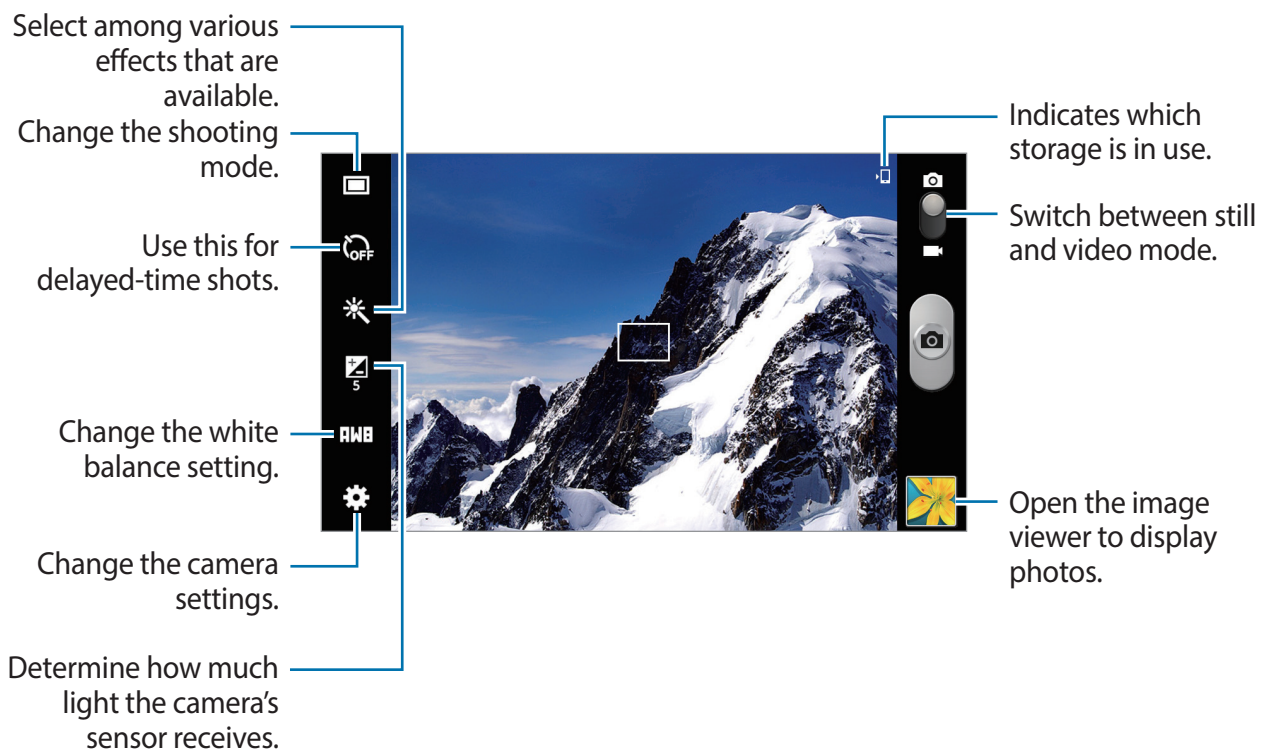 Select among various
effects that are
available.
Change the shooting
mode.
Use this for
delayed-time shots.
Change the white
balance setting.
Change the camera
settings.
Determine how much
light the camera’s
sensor receives.
OFF
5
AWB
Indicates which
storage is in use.
Switch between still
and video mode.
Open the image
viewer to display
photos.